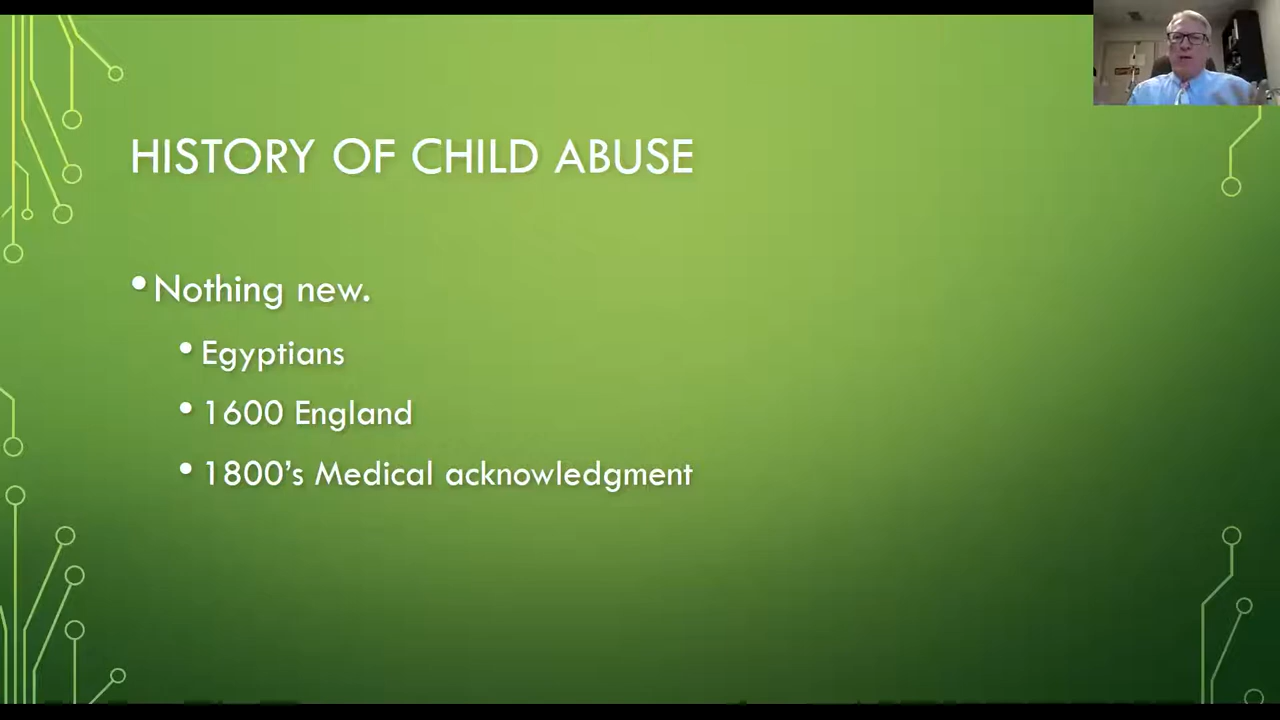 HISTORY OF CHILD ABUSE
•Nothing new.
•Egyptians
•1600 England
•1800’s Medical acknowledgment